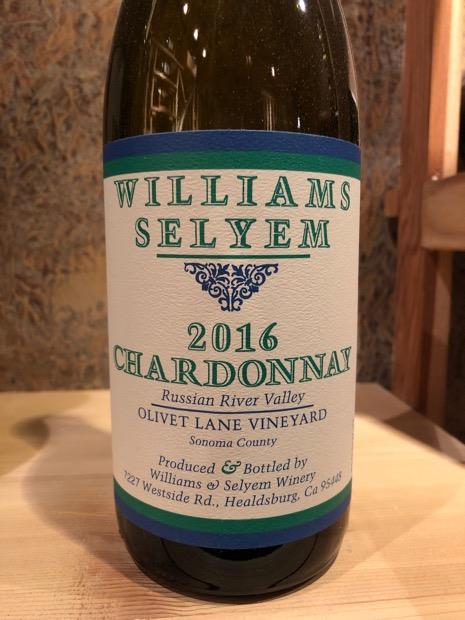 WILLIAMS
SELYEM
2016
CHARDONNAY
Russian River Valley
OLIVET LANE VINEYARD
Sonoma County
Produced & Bottled by
Williams & Selyem Winery
7227 Westside Rd., Healdsburg, Ca 95448